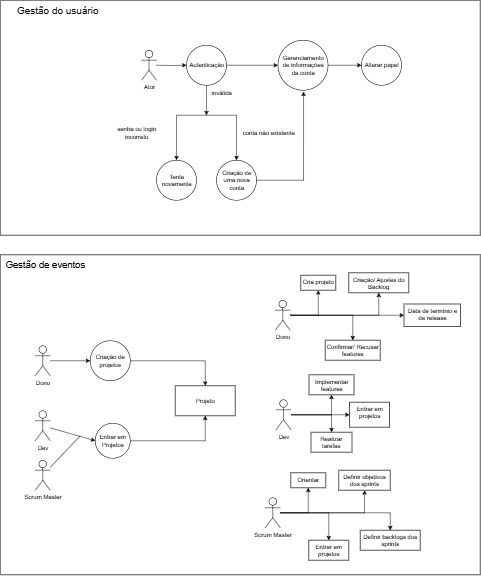 Gestão do usuário
Autenticação
Gerenciamento
de informações
da conta
Alterar papel
Ator
inválida
senha ou login
incorreto
conta não existente
Tente
novamente
Criação de
uma nova
conta
Gestão de eventos
Cria projeto
Criação/ Ajustes do
Backlog
Data de termino e
de release
Dono
Confirmar/ Recusar
features
Criação de
projetos
Dono
Projeto
Implementar
features
Entrar em
projetos
Dev
Realizar
tarefas
Dev
Entrar em
Projetos
Scrum Master
Orientar
Definir objetivos
dos sprints
Scrum Master
Definir backlogs dos
sprints
Entrar em
projetos